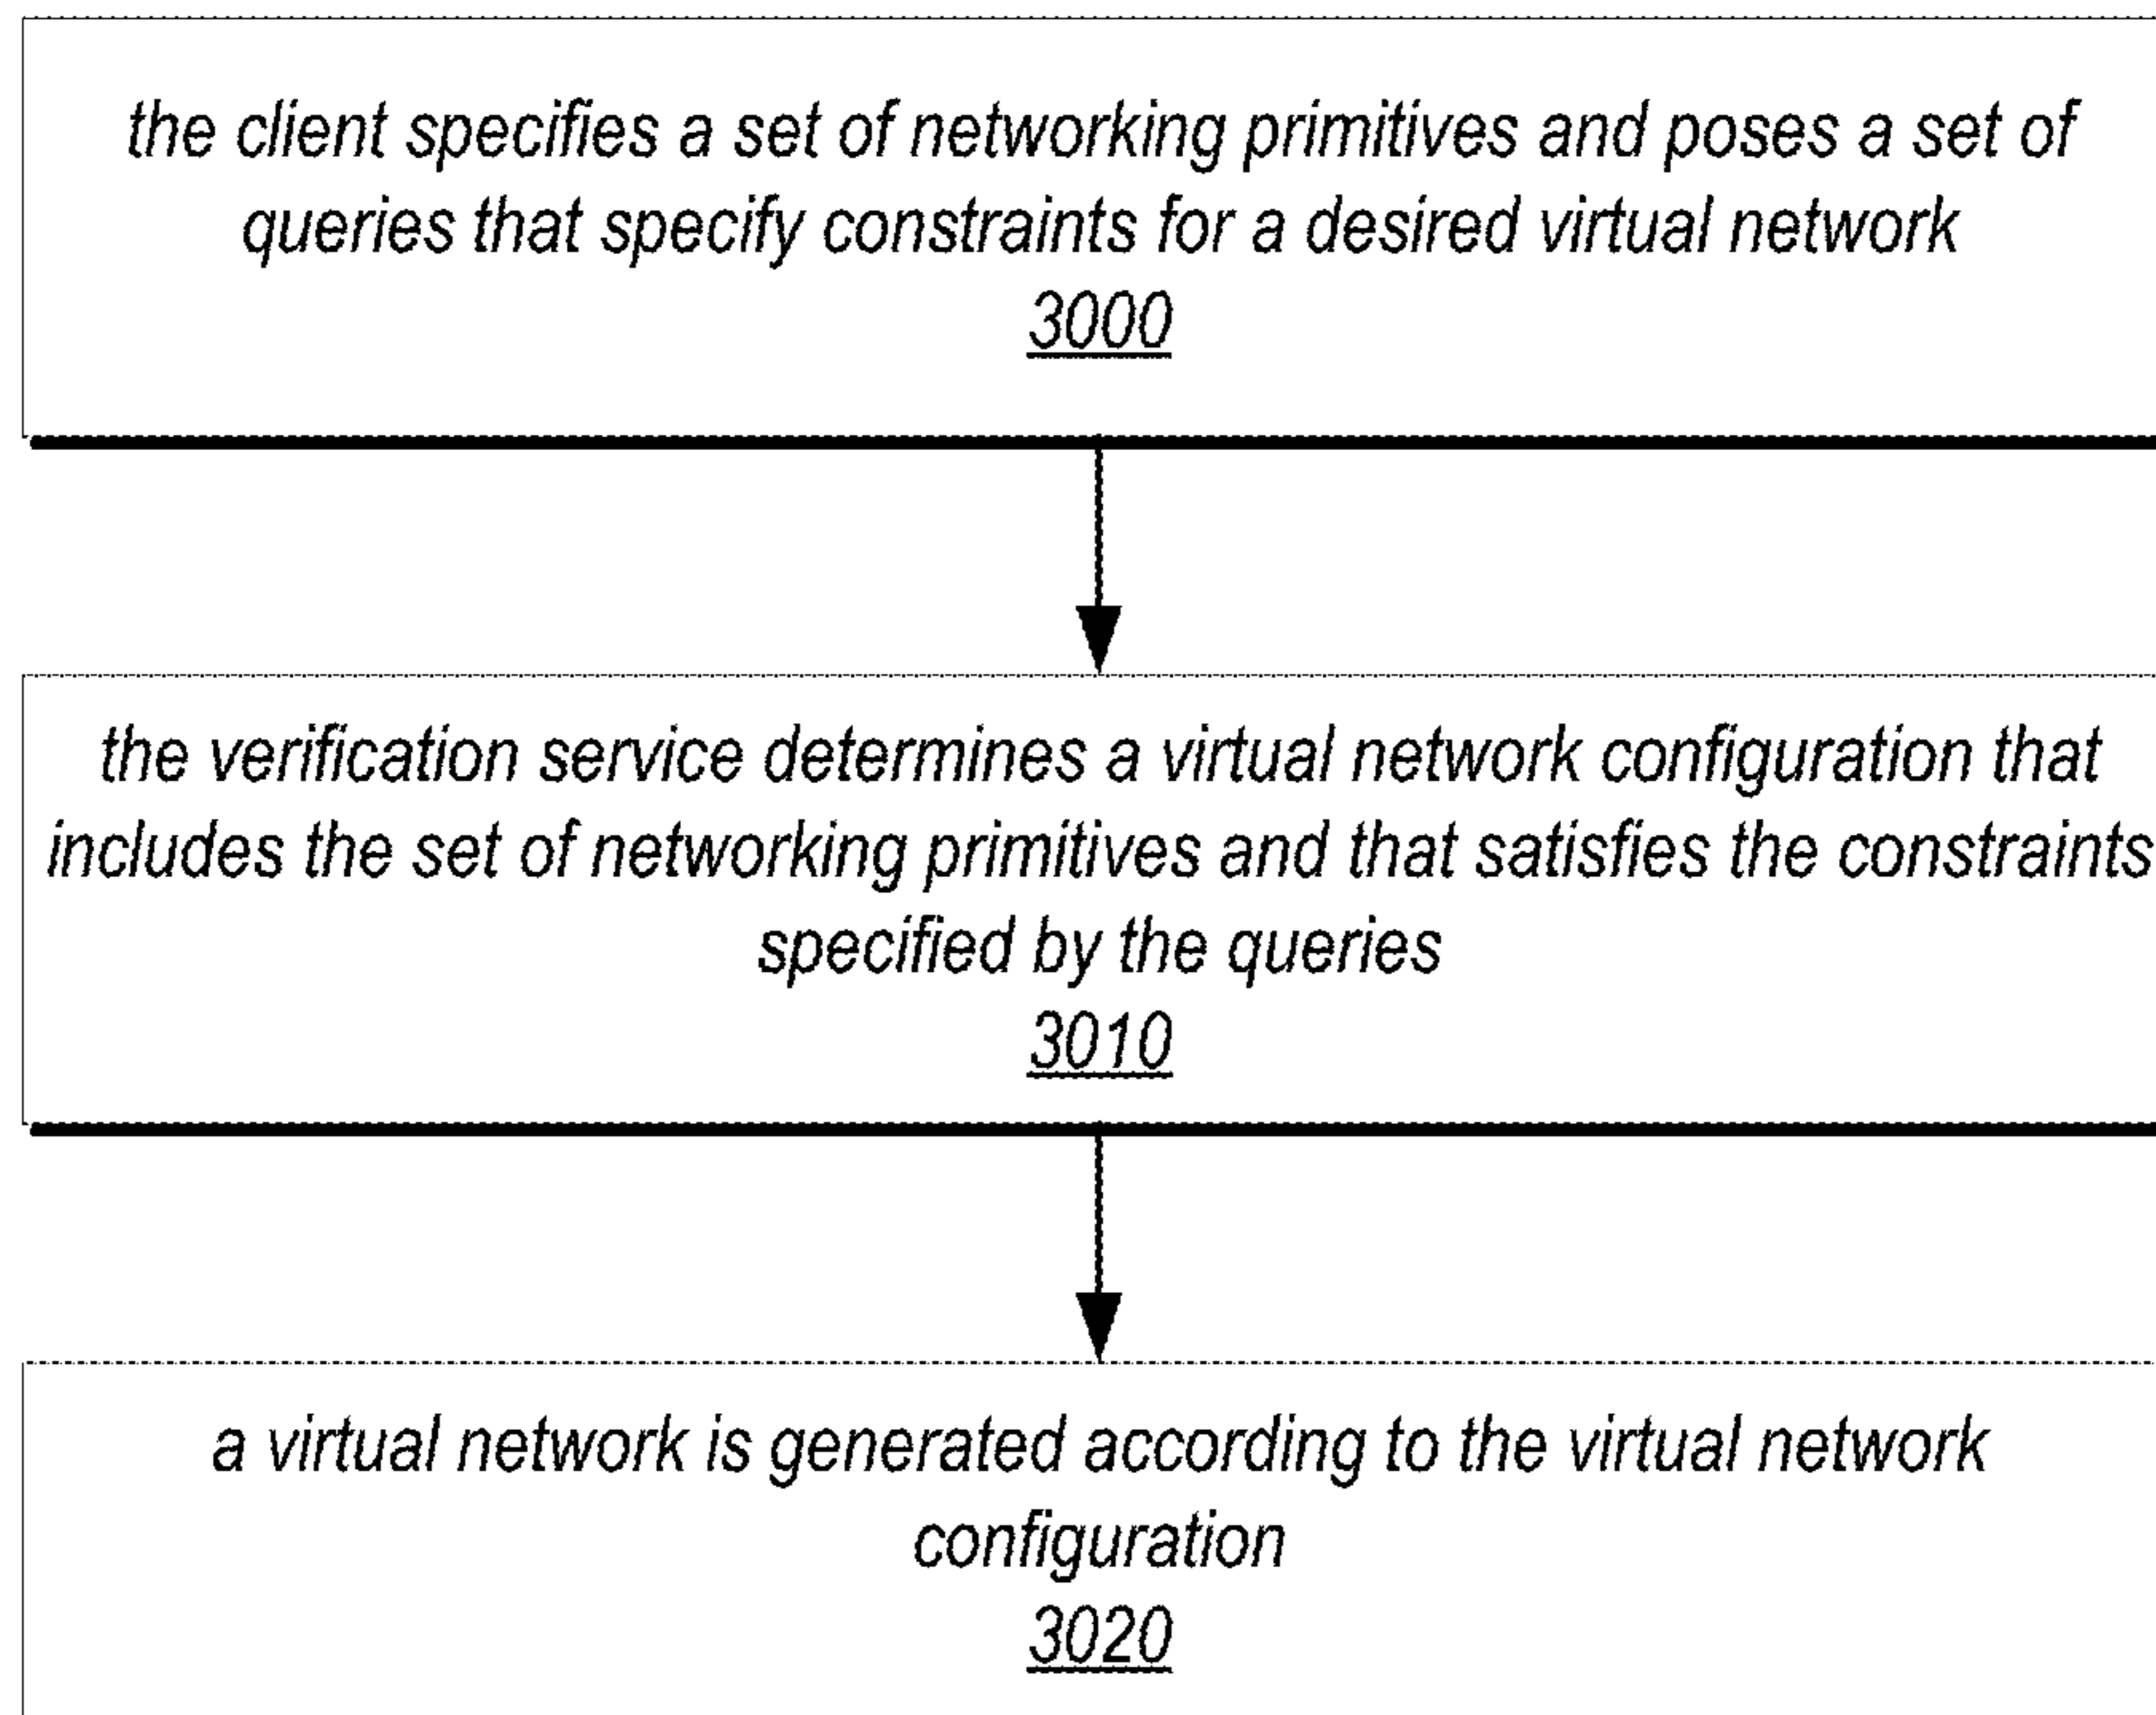 the client specifies a set of networking primitives and poses a set of
queries that specify constraints for a desired virtual network
3000
the verification service determines a virtual network configuration that
includes the set of networking primitives and that satisfies the constraints
specified by the queries
3010
a virtual network is generated according to the virtual network
configuration
3020